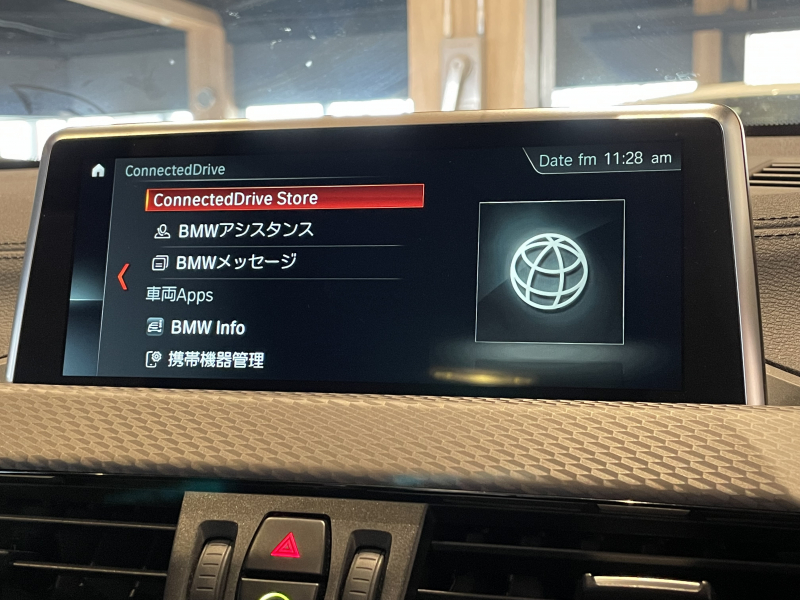 ConnectedDrive
Date fm 11:28 am
ConnectedDrive Store
BMWアシスタンス
BMWメッセージ
車両Apps
BMW Info
携帯機器管理